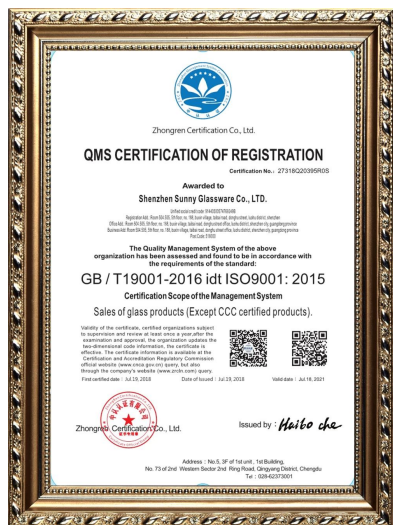 Zhongren Certification Co., Ltd.
QMS CERTIFICATION OF REGISTRATION
Certification No.: 27318Q20395R0S
Awarded to
Shenzhen Sunny Glassware Co., LTD.
The Quality Management System of the above
organization has been assessed and found to be in accordance with
the requirements of the standard:
GB / T19001-2016 idt ISO9001: 2015
Certification Scope of the Management System
Sales of glass products (Except CCC certified products).
Validity of the certificate, certified organizations subject
to supervision and review at least once a year.after the
examination and approval, the organization updates the
two-dimensional code information, the certificate is
effective. The certificate information is available at the
Certification and Accreditation Regulatory Commission
official website (www.cnca.gov.cn) query, but also
through the company's website (www.zrcln.com) query.
First certified date : Jul.19, 2018 Date of Issued : Jul.19, 2018 Valid date : Jul 18, 2021
Zhongren Certification Co., Ltd.
Issued by : Haibo che
Address : No.5, 3F of 1st unit , 1st Building,
No. 73 of 2nd Western Sector 2nd Ring Road, Qingyang District, Chengdu
Tel : 028-62373001